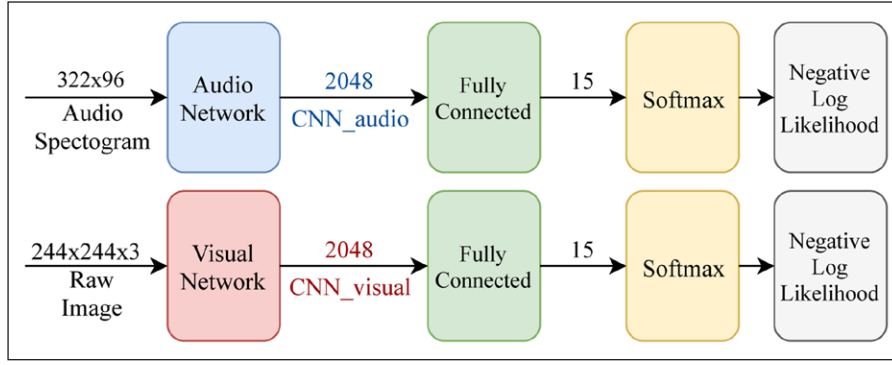 322x96
Audio
Spectogram
Audio
Network
2048
CNN_audio
Fully
Connected
15
Softmax
Negative
Log
Likelihood
244x244x3
Raw
Image
Visual
Network
2048
CNN_visual
Fully
Connected
15
Softmax
Negative
Log
Likelihood